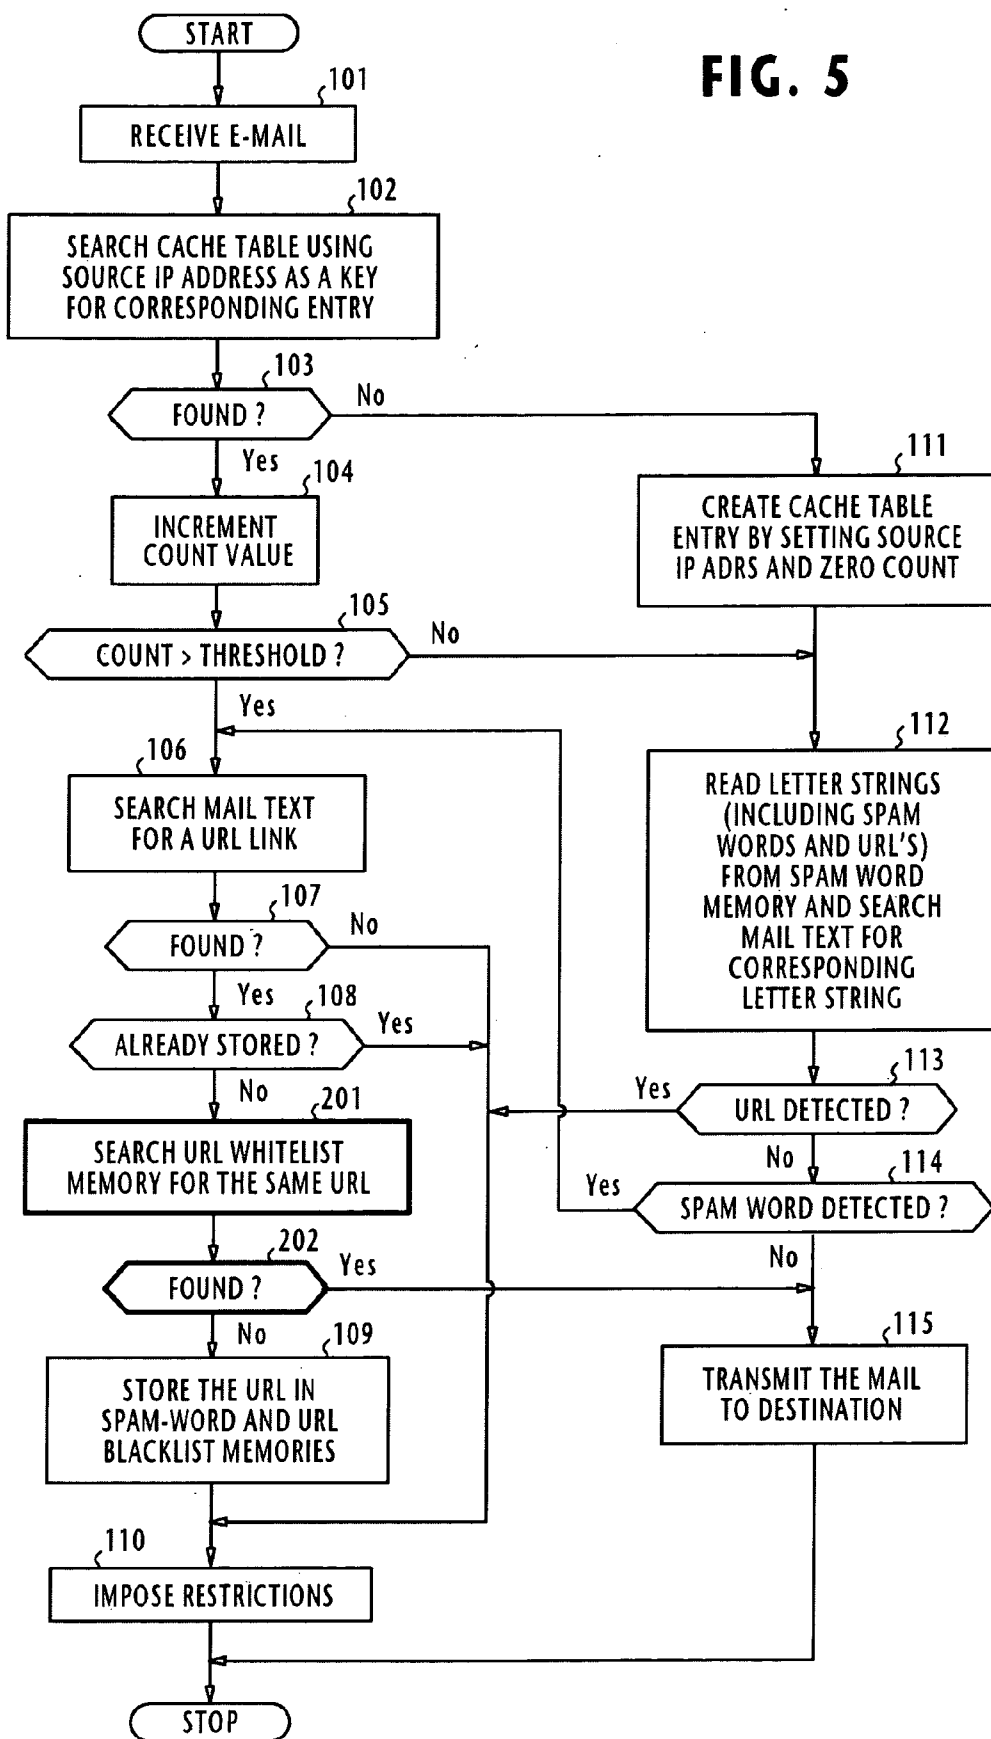 START
FIG. 5
101
RECEIVE E-MAIL
102
SEARCH CACHE TABLE USING
SOURCE IP ADDRESS AS A KEY
FOR CORRESPONDING ENTRY
103
FOUND ?
No
Yes
104
INCREMENT
COUNT VALUE
111
CREATE CACHE TABLE
ENTRY BY SETTING SOURCE
IP ADRS AND ZERO COUNT
105
COUNT > THRESHOLD ?
No
Yes
106
SEARCH MAIL TEXT
FOR A URL LINK
112
READ LETTER STRINGS
(INCLUDING SPAM
WORDS AND URL'S)
FROM SPAM WORD
MEMORY AND SEARCH
MAIL TEXT FOR
CORRESPONDING
LETTER STRING
107
FOUND ?
No
Yes
108
ALREADY STORED ?
Yes
No
113
URL DETECTED ?
Yes
No
201
SEARCH URL WHITELIST
MEMORY FOR THE SAME URL
114
SPAM WORD DETECTED ?
Yes
No
202
FOUND ?
Yes
No
109
STORE THE URL IN
SPAM-WORD AND URL
BLACKLIST MEMORIES
115
TRANSMIT THE MAIL
TO DESTINATION
110
IMPOSE RESTRICTIONS
STOP